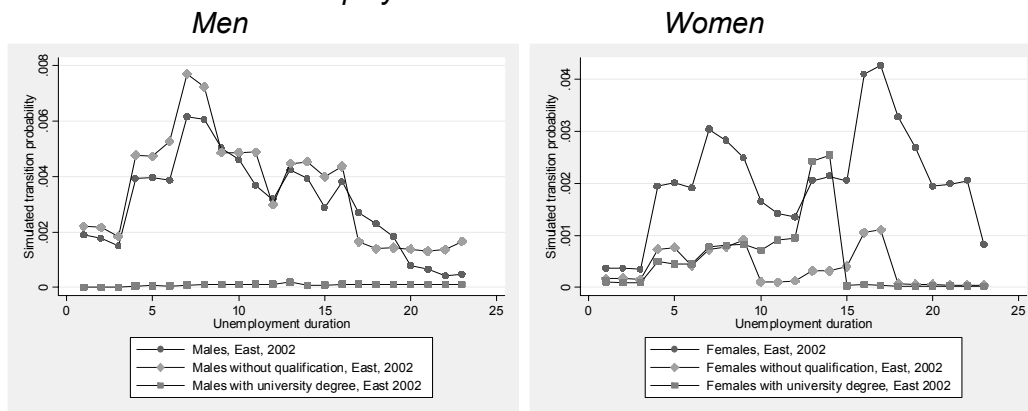 Men
Women
Simulated transition probability
.008
.006
.004
.002
0
0 5 10 15 20 25
Unemployment duration
Males, East, 2002
Males without qualification, East, 2002
Males with university degree, East 2002
Simulated transition probability
.004
.003
.002
.001
0
0 5 10 15 20 25
Unemployment duration
Females, East, 2002
Females without qualification, East, 2002
Females with university degree, East 2002